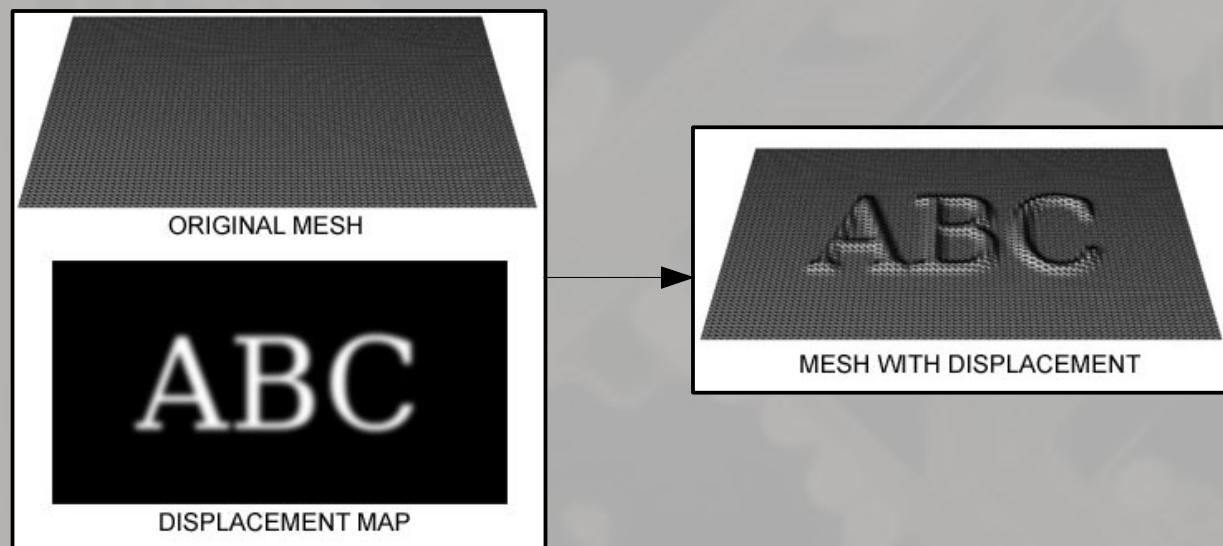 ORIGINAL MESH
ABC
DISPLACEMENT MAP
ABC
MESH WITH DISPLACEMENT